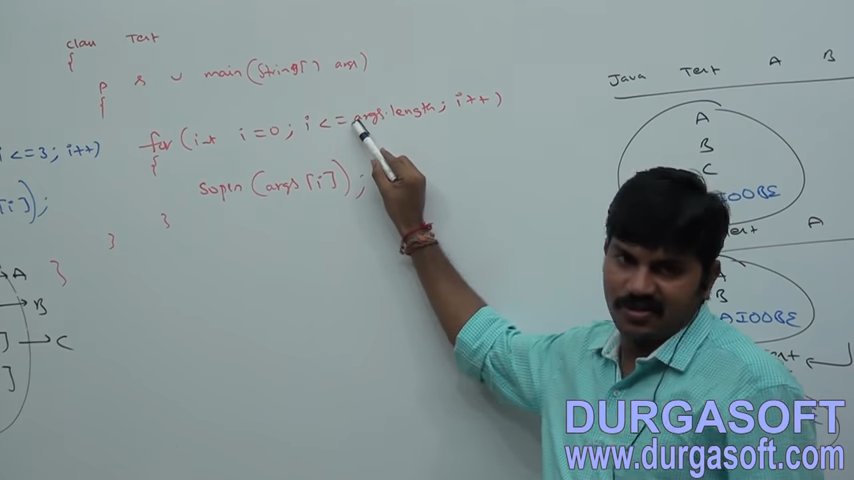 class Test
{
p s v main(String[] args)
{
for(int i=0; i<=args.length; i++)
{
sopln(args[i]);
}
}
}
i<=3; i++)
[i]);
→ A
→ B
→ C
Java Test A B
A
B
C
AIOOBE
A
A
B
AIOOBE
DURGASOFT
www.durgasoft.com